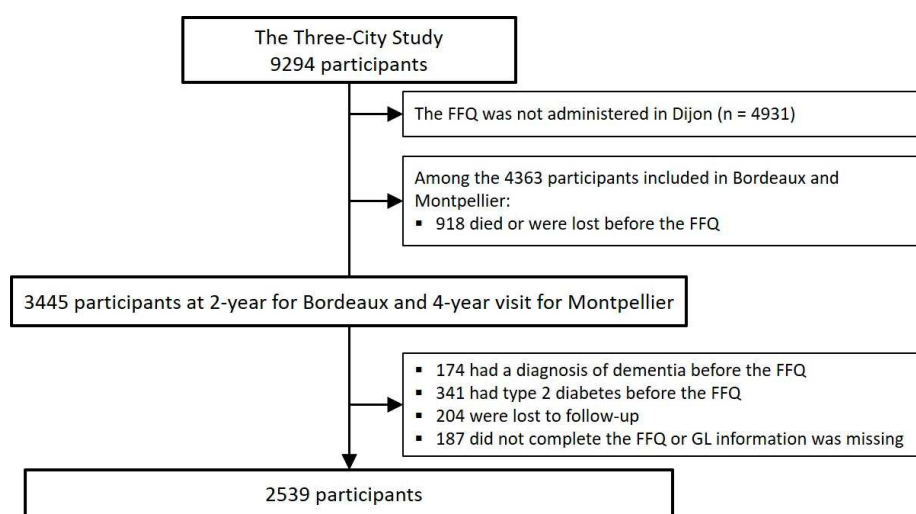 The Three-City Study
9294 participants
The FFQ was not administered in Dijon (n = 4931)
Among the 4363 participants included in Bordeaux and
Montpellier:
▪ 918 died or were lost before the FFQ
3445 participants at 2-year for Bordeaux and 4-year visit for Montpellier
▪ 174 had a diagnosis of dementia before the FFQ
▪ 341 had type 2 diabetes before the FFQ
▪ 204 were lost to follow-up
▪ 187 did not complete the FFQ or GL information was missing
2539 participants